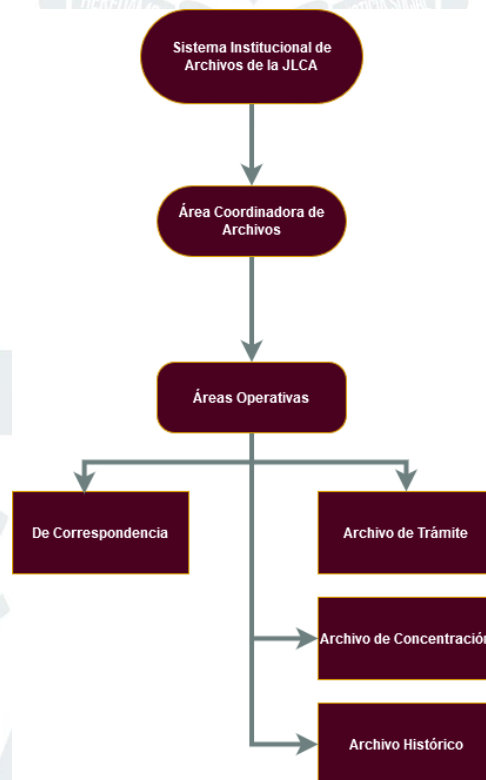 Sistema Institucional de
Archivos de la JLCA
Área Coordinadora de
Archivos
Áreas Operativas
De Correspondencia
Archivo de Trámite
Archivo de Concentración
Archivo Histórico